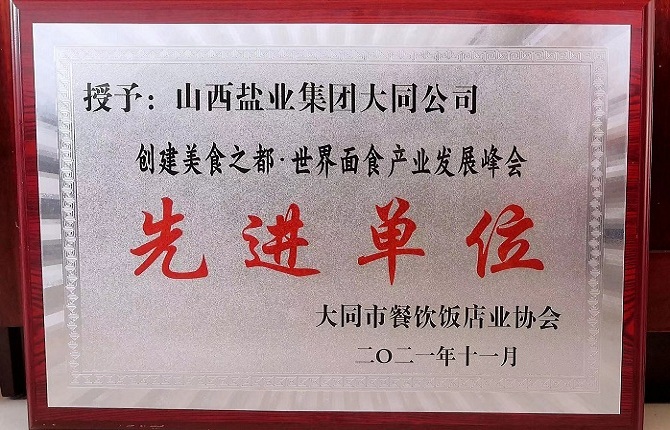 授予：山西盐业集团大同公司
创建美食之都·世界面食产业发展峰会
先进单位
大同市餐饮饭店业协会
二〇二一年十一月